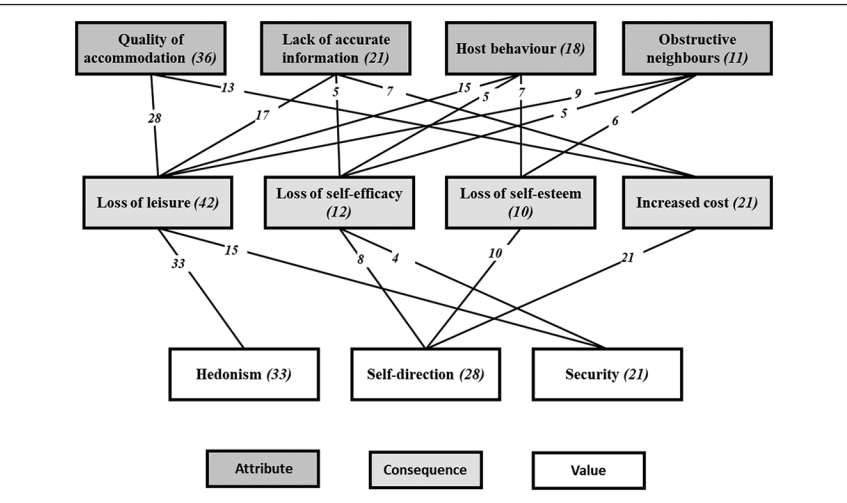 Quality of
accommodation (36)
Lack of accurate
information (21)
Host behaviour (18)
Obstructive
neighbours (11)
13
5
7
15
5
7
9
28
17
5
6
Loss of leisure (42)
Loss of self-efficacy
(12)
Loss of self-esteem
(10)
Increased cost (21)
33
15
8
4
10
21
Hedonism (33)
Self-direction (28)
Security (21)
Attribute
Consequence
Value